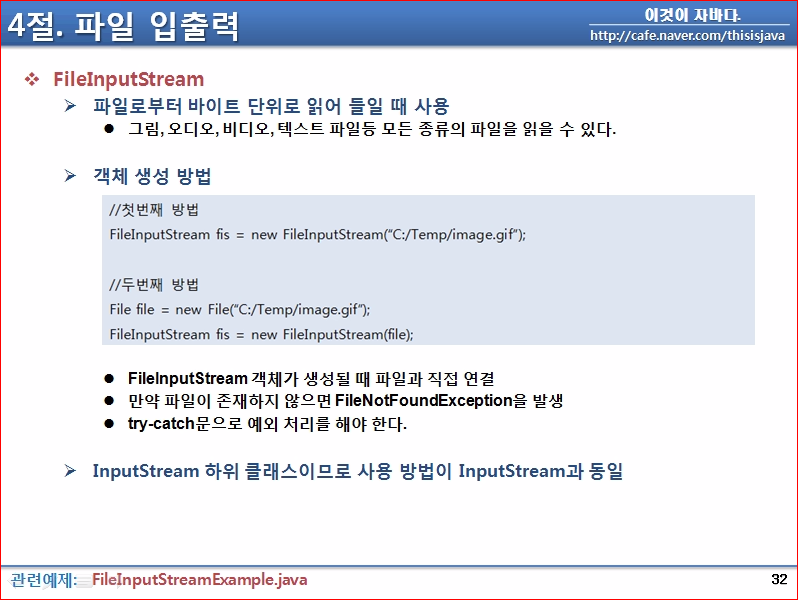 4절. 파일 입출력
이것이 자바다.
http://cafe.naver.com/thisisjava
FileInputStream
파일로부터 바이트 단위로 읽어 들일 때 사용
그림, 오디오, 비디오, 텍스트 파일등 모든 종류의 파일을 읽을 수 있다.
객체 생성 방법
//첫번째 방법
FileInputStream fis = new FileInputStream("C:/Temp/image.gif");
//두번째 방법
File file = new File("C:/Temp/image.gif");
FileInputStream fis = new FileInputStream(file);
FileInputStream 객체가 생성될 때 파일과 직접 연결
만약 파일이 존재하지 않으면 FileNotFoundException을 발생
try-catch문으로 예외 처리를 해야 한다.
InputStream 하위 클래스이므로 사용 방법이 InputStream과 동일
관련예제: FileInputStreamExample.java
32